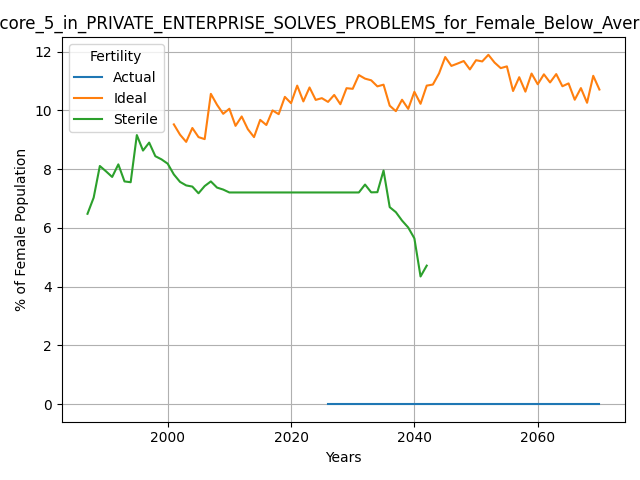 core_5_in_PRIVATE_ENTERPRISE_SOLVES_PROBLEMS_for_Female_Below_Aver
Fertility
Actual
Ideal
Sterile
% of Female Population
12
10
8
6
4
2
0
2000
2020
2040
2060
Years